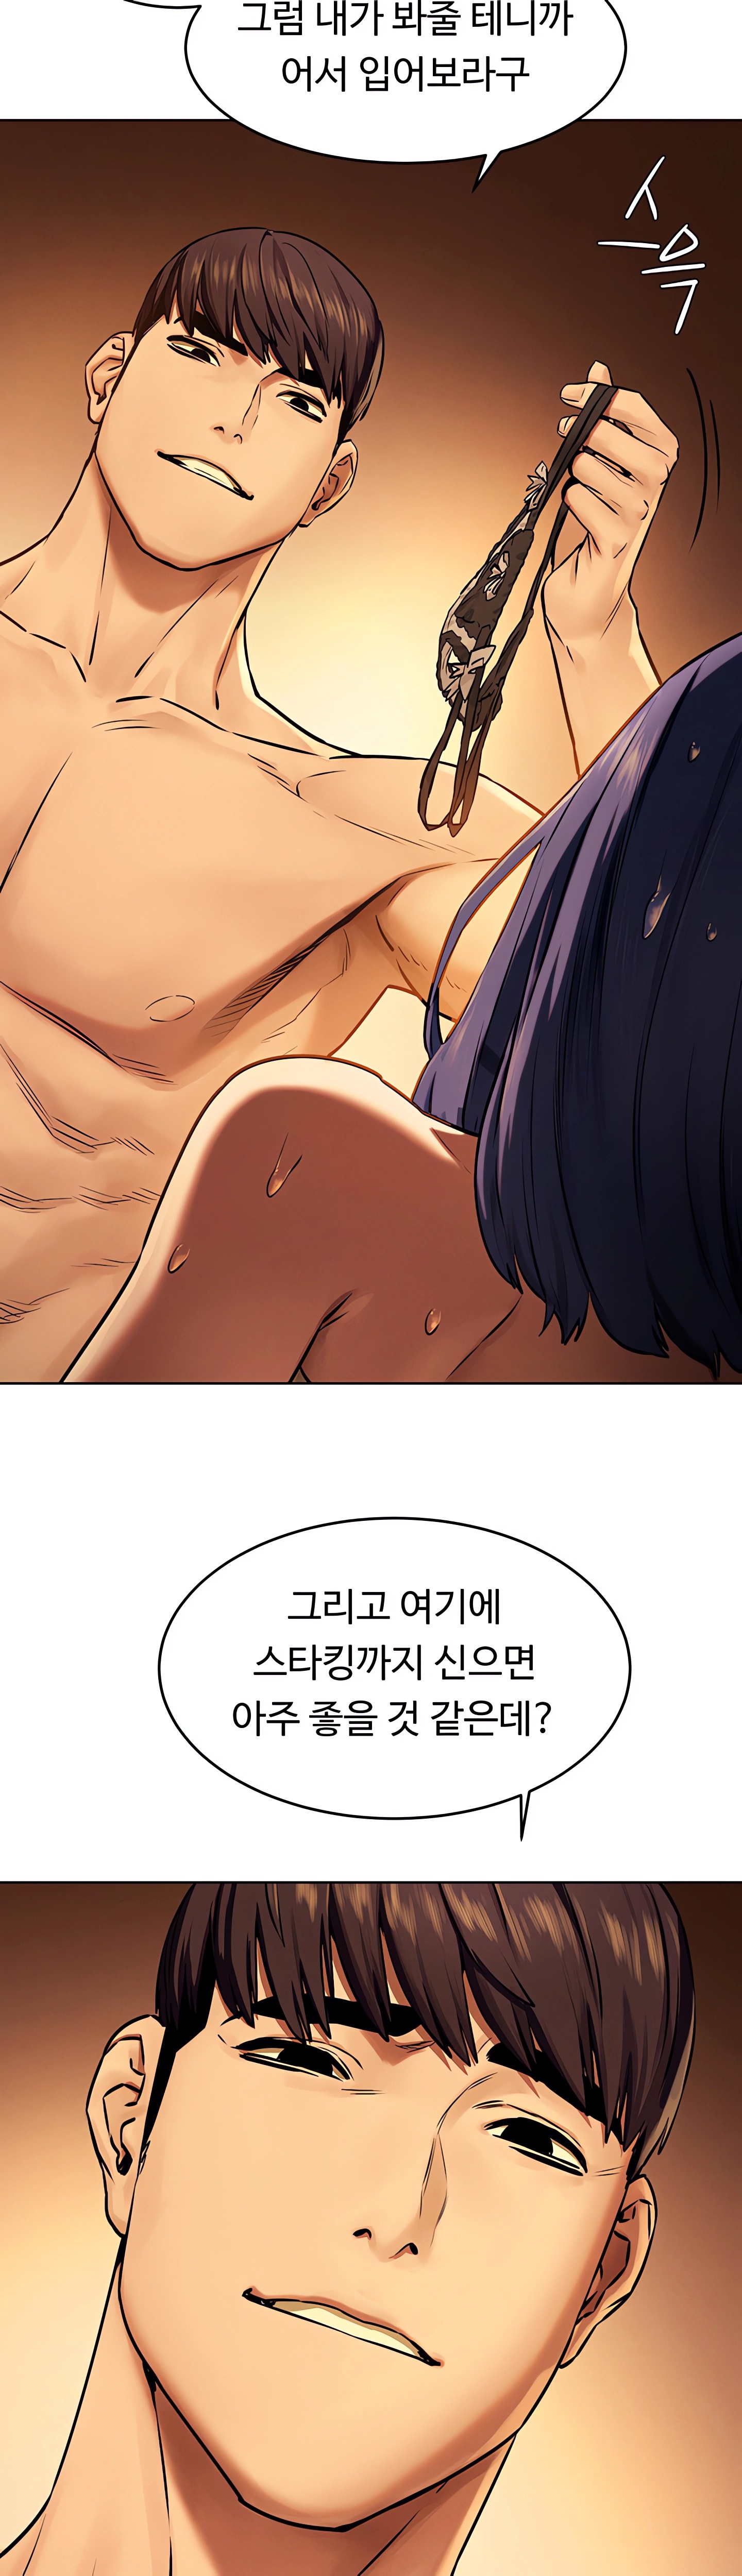 그럼 내가 봐줄 테니까
어서 입어보라구
스윽
그리고 여기에
스타킹까지 신으면
아주 좋을 것 같은데?